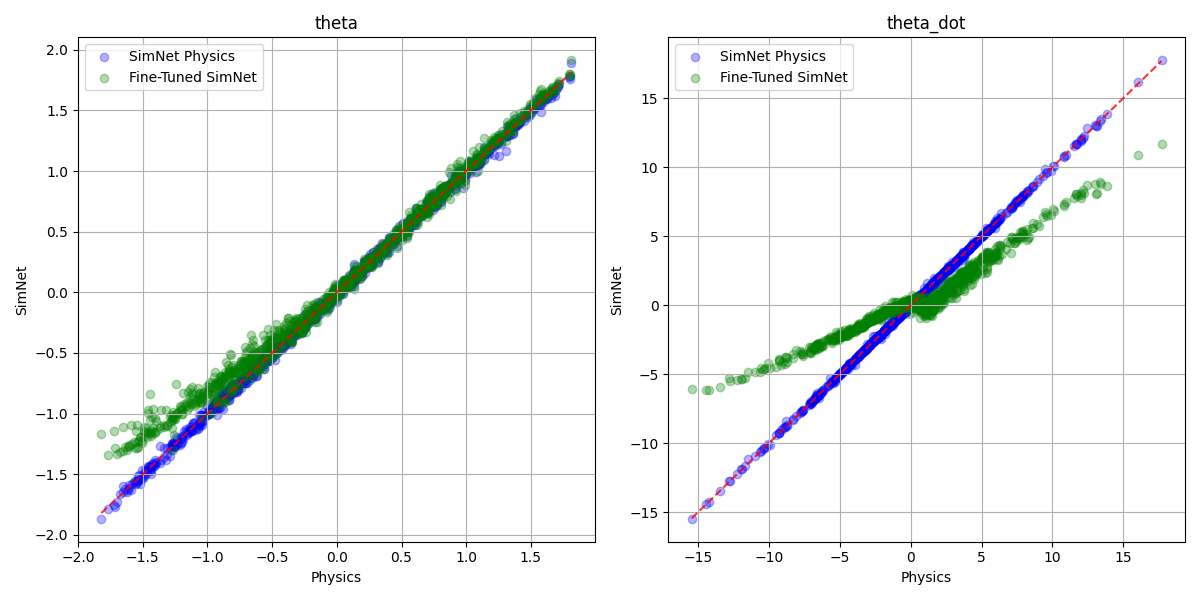 theta
SimNet Physics
Fine-Tuned SimNet
2.0
1.5
1.0
0.5
0.0
−0.5
−1.0
−1.5
−2.0
SimNet
−2.0 −1.5 −1.0 −0.5 0.0 0.5 1.0 1.5
Physics
theta_dot
SimNet Physics
Fine-Tuned SimNet
15
10
5
0
−5
−10
−15
SimNet
−15 −10 −5 0 5 10 15
Physics